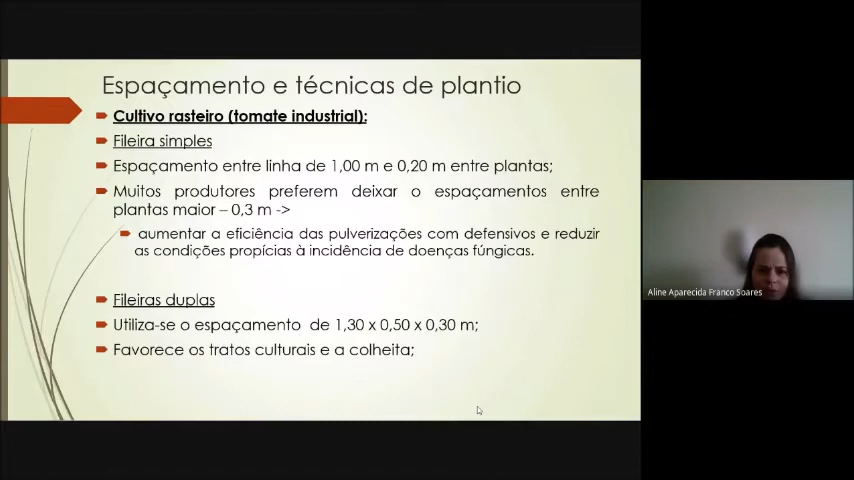 Espaçamento e técnicas de plantio
Cultivo rasteiro (tomate industrial):
Fileira simples
Espaçamento entre linha de 1,00 m e 0,20 m entre plantas;
Muitos produtores preferem deixar o espaçamentos entre
plantas maior – 0,3 m ->
aumentar a eficiência das pulverizações com defensivos e reduzir
as condições propícias à incidência de doenças fúngicas.
Fileiras duplas
Utiliza-se o espaçamento de 1,30 x 0,50 x 0,30 m;
Favorece os tratos culturais e a colheita;
Aline Aparecida Franco Soares